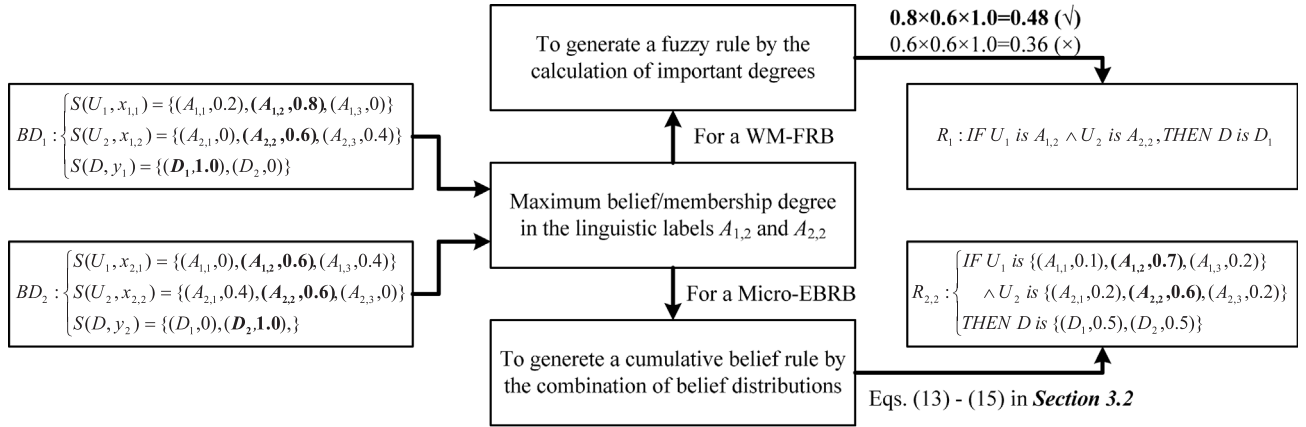 0.8×0.6×1.0=0.48 (√)
0.6×0.6×1.0=0.36 (×)
To generate a fuzzy rule by the
calculation of important degrees
BD₁ : { S(U₁, x₁,₁) = {(A₁,₁,0.2),(A₁,₂,0.8),(A₁,₃,0)}
S(U₂, x₁,₂) = {(A₂,₁,0),(A₂,₂,0.6),(A₂,₃,0.4)}
S(D, y₁) = {(D₁,1.0),(D₂,0)}
For a WM-FRB
R₁ : IF U₁ is A₁,₂ ∧ U₂ is A₂,₂, THEN D is D₁
Maximum belief/membership degree
in the linguistic labels A₁,₂ and A₂,₂
BD₂ : { S(U₁, x₂,₁) = {(A₁,₁,0),(A₁,₂,0.6),(A₁,₃,0.4)}
S(U₂, x₂,₂) = {(A₂,₁,0.4),(A₂,₂,0.6),(A₂,₃,0)}
S(D, y₂) = {(D₁,0),(D₂,1.0),}
For a Micro-EBRB
R₂,₂ : { IF U₁ is {(A₁,₁,0.1),(A₁,₂,0.7),(A₁,₃,0.2)}
∧ U₂ is {(A₂,₁,0.2),(A₂,₂,0.6),(A₂,₃,0.2)}
THEN D is {(D₁,0.5),(D₂,0.5)}
To generete a cumulative belief rule by
the combination of belief distributions
Eqs. (13) - (15) in Section 3.2